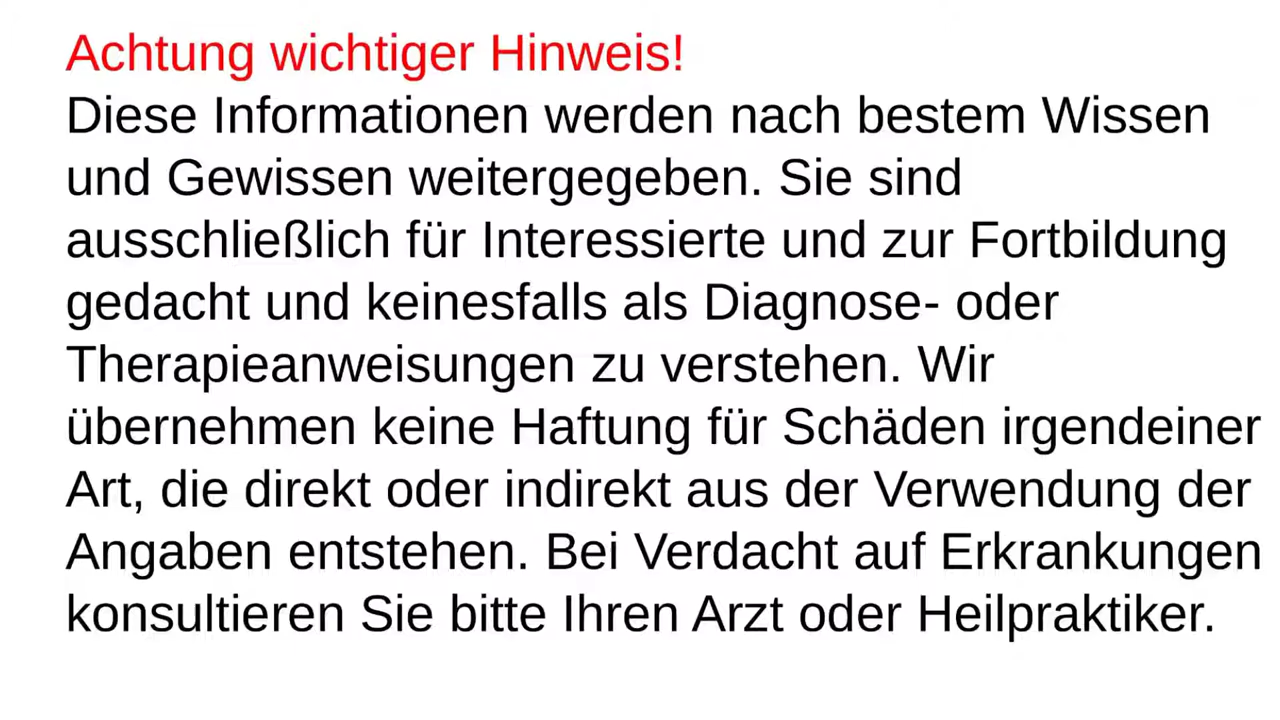 Achtung wichtiger Hinweis!
Diese Informationen werden nach bestem Wissen
und Gewissen weitergegeben. Sie sind
ausschließlich für Interessierte und zur Fortbildung
gedacht und keinesfalls als Diagnose- oder
Therapieanweisungen zu verstehen. Wir
übernehmen keine Haftung für Schäden irgendeiner
Art, die direkt oder indirekt aus der Verwendung der
Angaben entstehen. Bei Verdacht auf Erkrankungen
konsultieren Sie bitte Ihren Arzt oder Heilpraktiker.